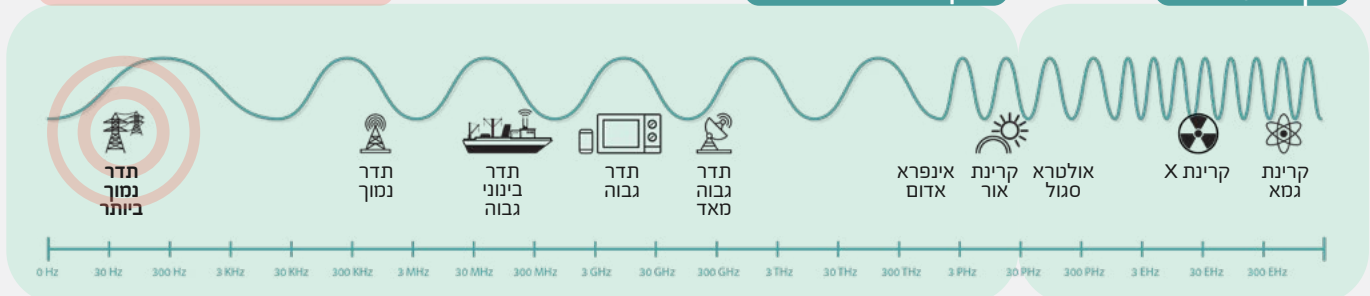 תדר
נמוך
ביותר
תדר
נמוך
תדר
בינוני
גבוה
תדר
גבוה
תדר
גבוה
מאד
אינפרא
אדום
קרינת
אור
אולטרא
סגול
קרינת X
קרינת
גמא
0 Hz 30 Hz 300 Hz 3 KHz 30 KHz 300 KHz 3 MHz 30 MHz 300 MHz 3 GHz 30 GHz 300 GHz 3 THz 30 THz 300 THz 3 PHz 30 PHz 300 PHz 3 EHz 30 EHz 300 EHz